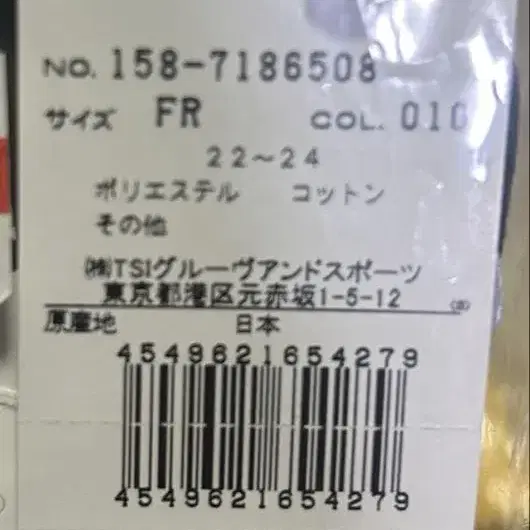 NO. 158-7186508
サイズ FR COL. 010
22～24
ポリエステル コットン
その他
㈱TSIグルーヴアンドスポーツ
東京都港区元赤坂1-5-12
原産地 日本
4549621654279
4549621654279